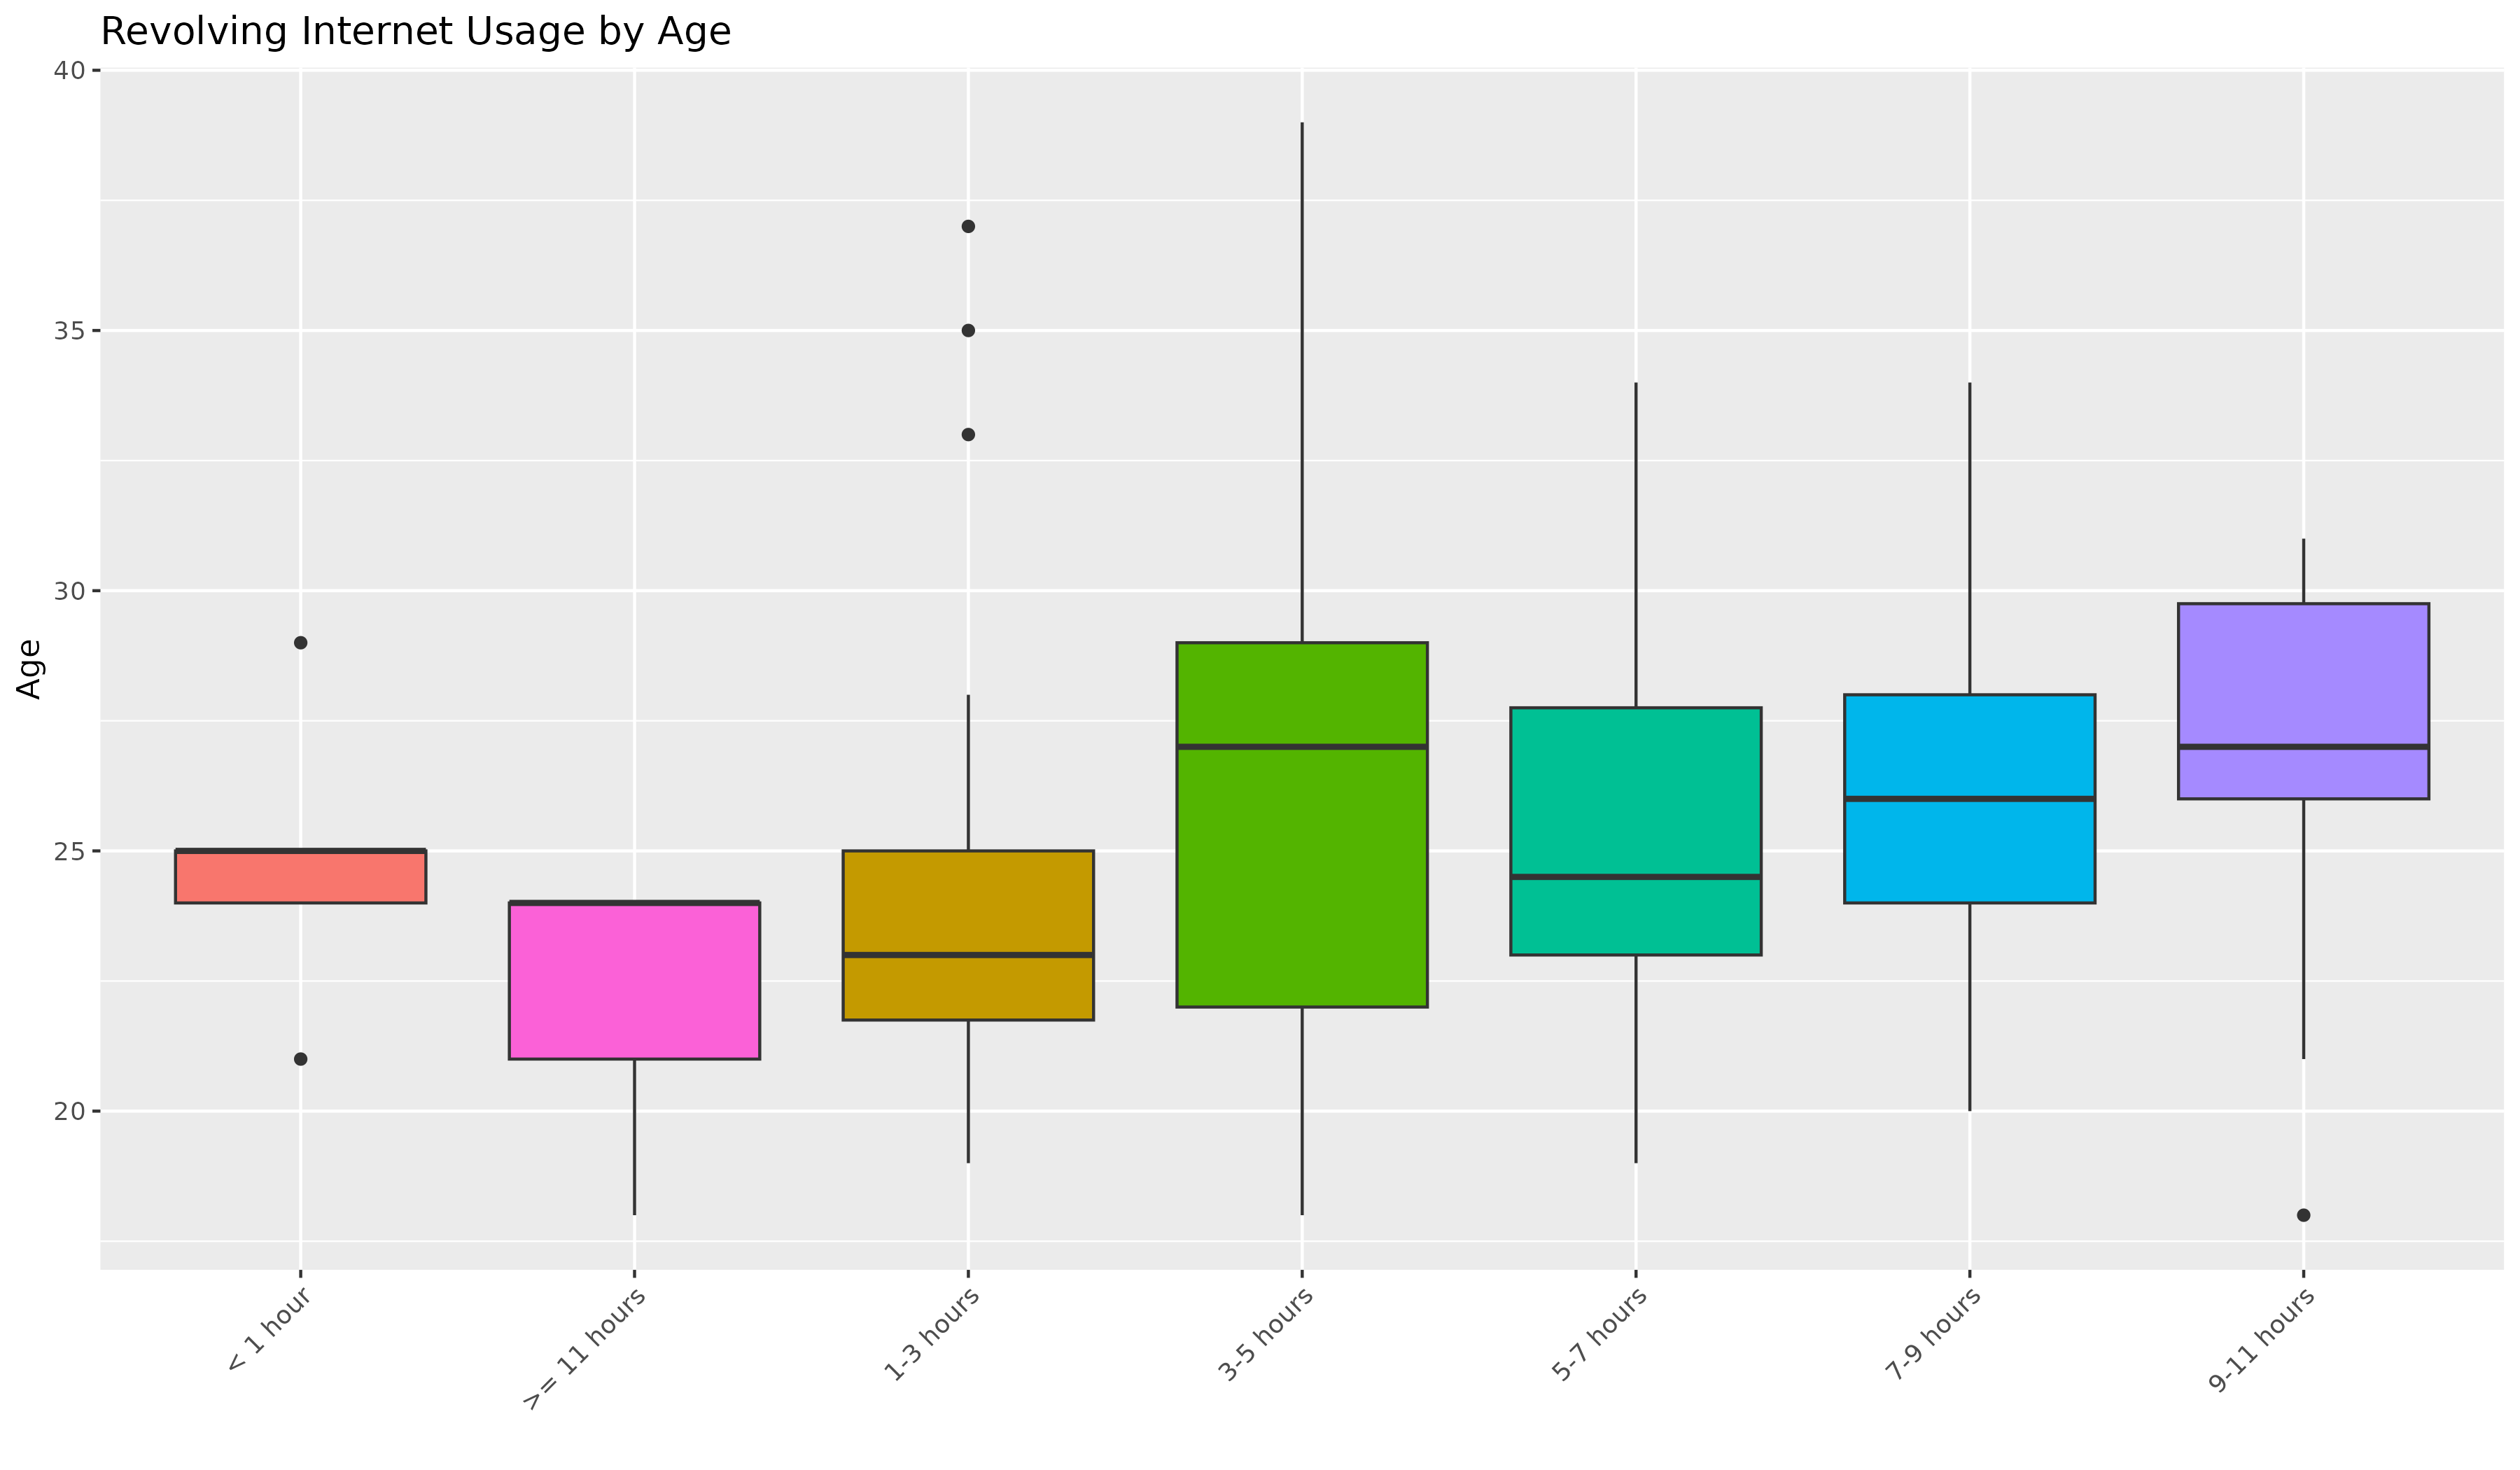 Revolving Internet Usage by Age
40
35
30
25
20
Age
< 1 hour
>= 11 hours
1-3 hours
3-5 hours
5-7 hours
7-9 hours
9-11 hours